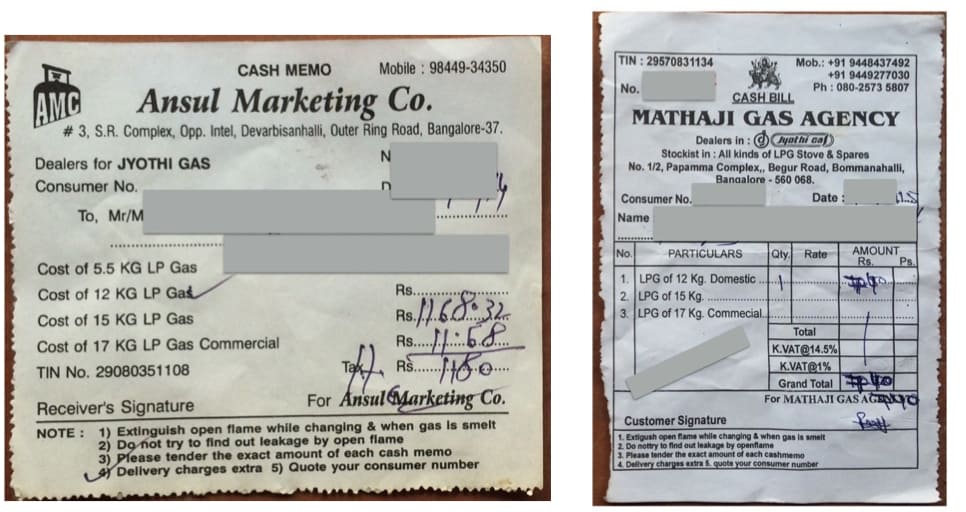 AMC
CASH MEMO Mobile : 98449-34350
Ansul Marketing Co.
# 3, S.R. Complex, Opp. Intel, Devarbisanhalli, Outer Ring Road, Bangalore-37.
Dealers for JYOTHI GAS N
Consumer No. D
To, Mr/M
Cost of 5.5 KG LP Gas
Cost of 12 KG LP Gas Rs.
Cost of 15 KG LP Gas Rs. 1168.32
Cost of 17 KG LP Gas Commercial Rs. 11.68
TIN No. 29080351108 Tax Rs. 1180
Receiver's Signature For Ansul Marketing Co.
NOTE : 1) Extinguish open flame while changing & when gas is smelt
2) Do not try to find out leakage by open flame
3) Please tender the exact amount of each cash memo
4) Delivery charges extra 5) Quote your consumer number
TIN : 29570831134 Mob.: +91 9448437492
+91 9449277030
No. CASH BILL Ph : 080-2573 5807
MATHAJI GAS AGENCY
Dealers in : Jyothi gas
Stockist in : All kinds of LPG Stove & Spares
No. 1/2, Papamma Complex,, Begur Road, Bommanahalli,
Bangalore - 560 068.
Consumer No. Date :
Name
No. PARTICULARS Qty. Rate AMOUNT
Rs. Ps.
1. LPG of 12 Kg. Domestic 1
2. LPG of 15 Kg.
3. LPG of 17 Kg. Commecial
Total
K.VAT@14.5%
K.VAT@1%
Grand Total
For MATHAJI GAS
Customer Signature
1. Extigush open flame while changing & when gas is smelt
2. Do nottry to find out leakage by openflame
3. Please tender the exact amount of each cashmemo
4. Delivery charges extra 5. quote your consumer number